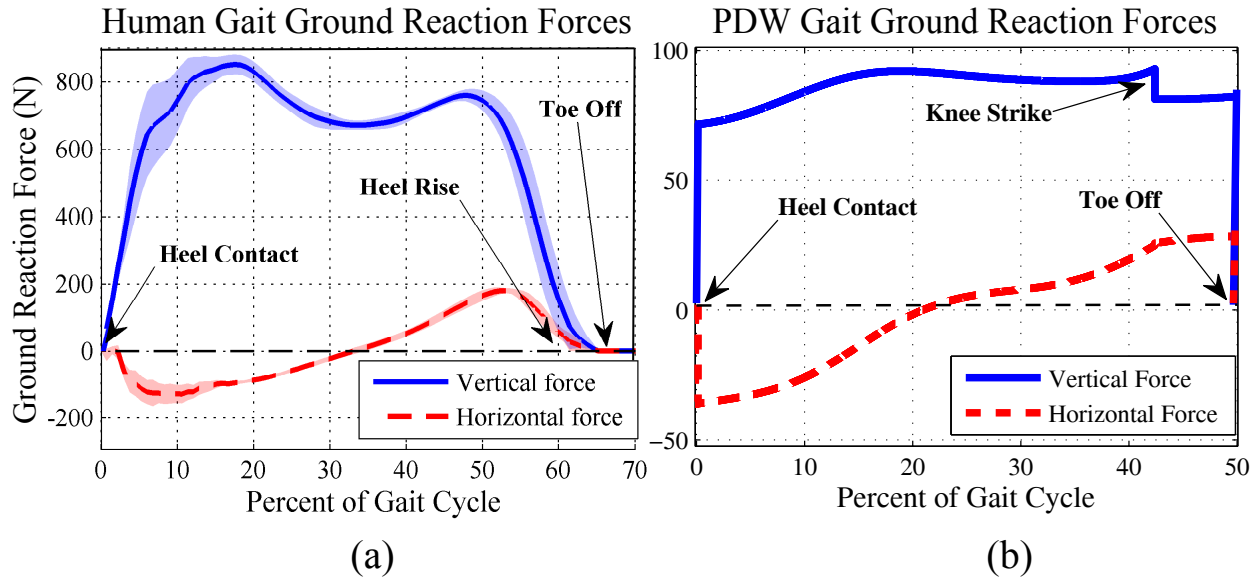 Human Gait Ground Reaction Forces
Ground Reaction Force (N)
800
600
400
200
0
-200
Toe Off
Heel Rise
Heel Contact
Vertical force
Horizontal force
0 10 20 30 40 50 60 70
Percent of Gait Cycle
(a)
PDW Gait Ground Reaction Forces
100
50
0
−50
Knee Strike
Heel Contact
Toe Off
Vertical Force
Horizontal Force
0 10 20 30 40 50
Percent of Gait Cycle
(b)